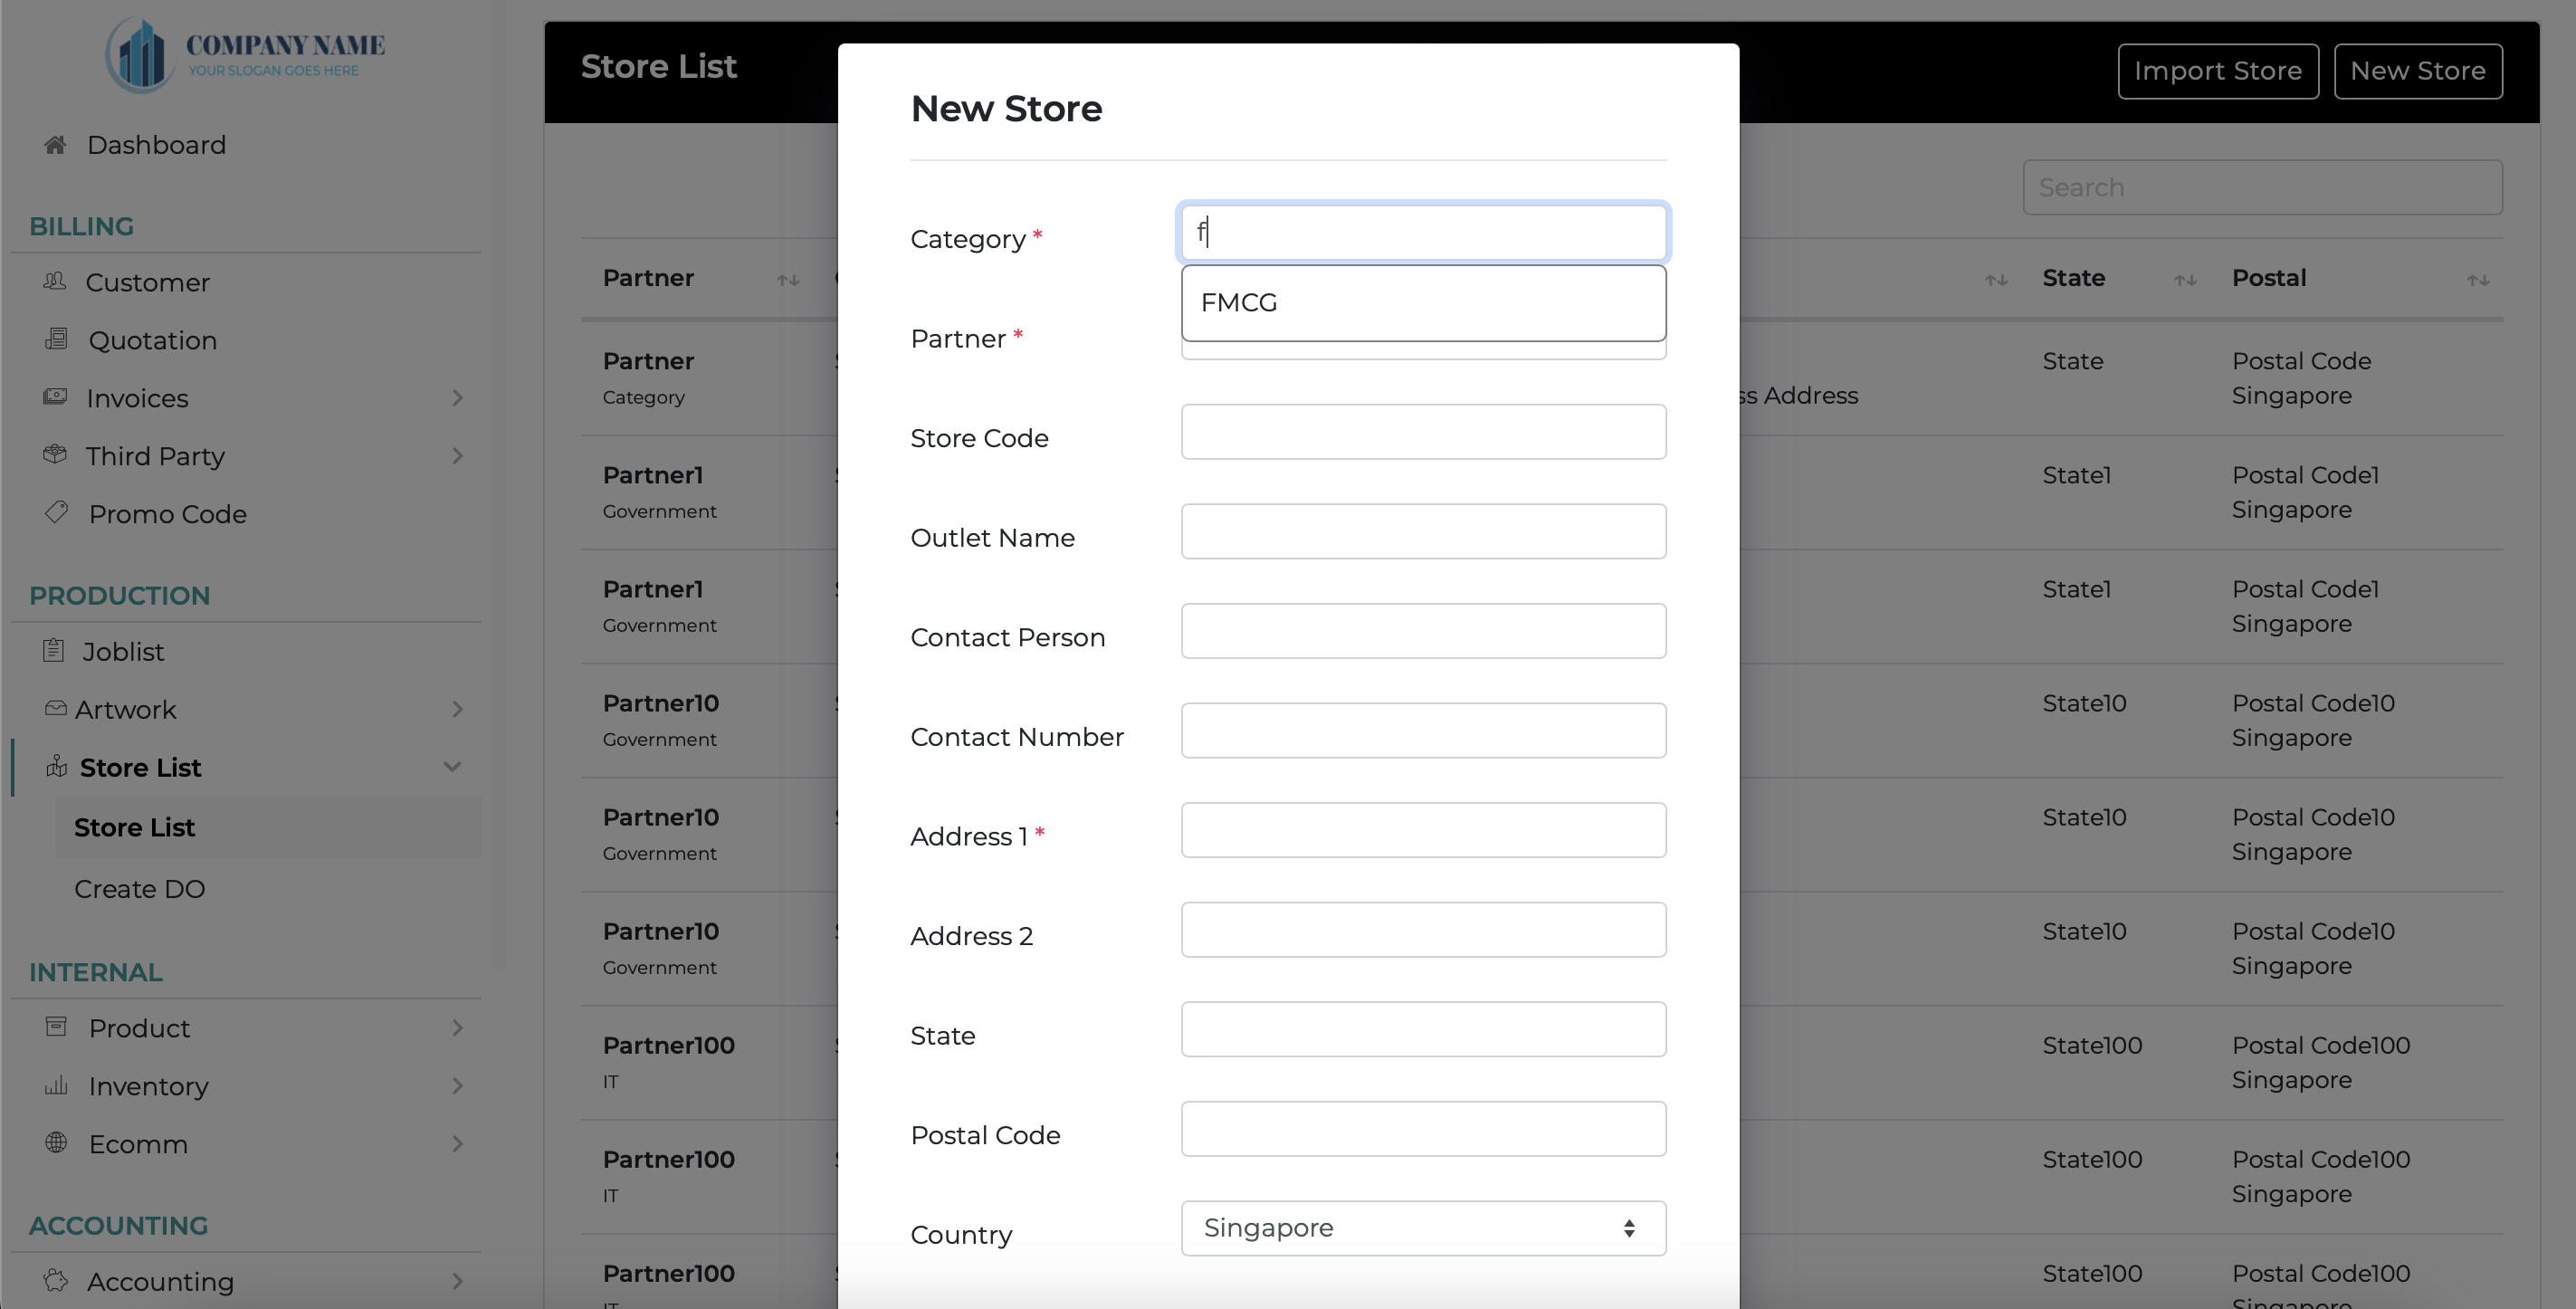 COMPANY NAME
YOUR SLOGAN GOES HERE
Dashboard
BILLING
Customer
Quotation
Invoices
Third Party
Promo Code
PRODUCTION
Joblist
Artwork
Store List
Store List
Create DO
INTERNAL
Product
Inventory
Ecomm
ACCOUNTING
Accounting
Store List
Import Store
New Store
Search
Partner
State
Postal
Partner
Category
ss Address
State
Postal Code
Singapore
Partner1
Government
State1
Postal Code1
Singapore
Partner1
Government
State1
Postal Code1
Singapore
Partner10
Government
State10
Postal Code10
Singapore
Partner10
Government
State10
Postal Code10
Singapore
Partner10
Government
State10
Postal Code10
Singapore
Partner100
IT
State100
Postal Code100
Singapore
Partner100
IT
State100
Postal Code100
Singapore
Partner100
IT
State100
Postal Code100
Singapore
New Store
Category *
f
FMCG
Partner *
Store Code
Outlet Name
Contact Person
Contact Number
Address 1 *
Address 2
State
Postal Code
Country
Singapore